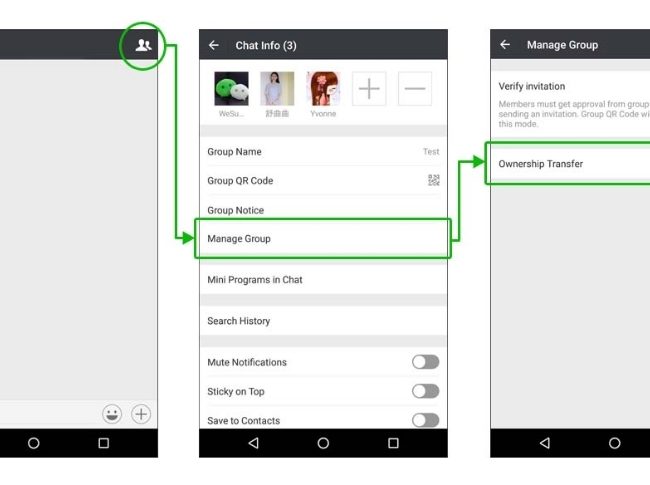 Chat Info (3)
WeSu... 舒曲曲 Yvonne
Group Name Test
Group QR Code
Group Notice
Manage Group
Mini Programs in Chat
Search History
Mute Notifications
Sticky on Top
Save to Contacts
Manage Group
Verify invitation
Members must get approval from group
sending an invitation. Group QR Code wi
this mode.
Ownership Transfer